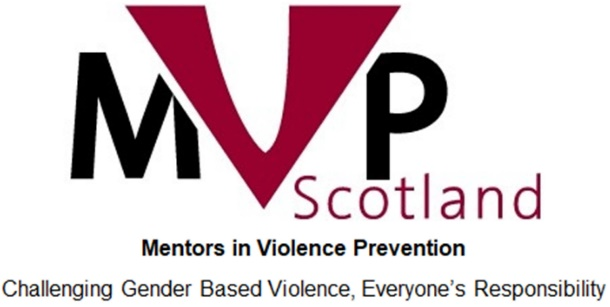 MVP
Scotland
Mentors in Violence Prevention
Challenging Gender Based Violence, Everyone's Responsibility